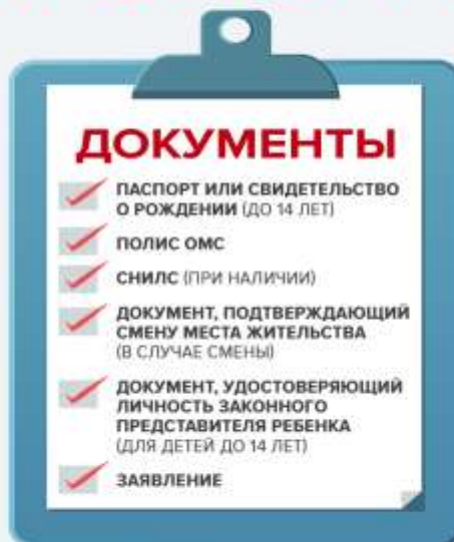 ДОКУМЕНТЫ
ПАСПОРТ ИЛИ СВИДЕТЕЛЬСТВО
О РОЖДЕНИИ (ДО 14 ЛЕТ)
ПОЛИС ОМС
СНИЛС (ПРИ НАЛИЧИИ)
ДОКУМЕНТ, ПОДТВЕРЖДАЮЩИЙ
СМЕНУ МЕСТА ЖИТЕЛЬСТВА
(В СЛУЧАЕ СМЕНЫ)
ДОКУМЕНТ, УДОСТОВЕРЯЮЩИЙ
ЛИЧНОСТЬ ЗАКОННОГО
ПРЕДСТАВИТЕЛЯ РЕБЕНКА
(ДЛЯ ДЕТЕЙ ДО 14 ЛЕТ)
ЗАЯВЛЕНИЕ